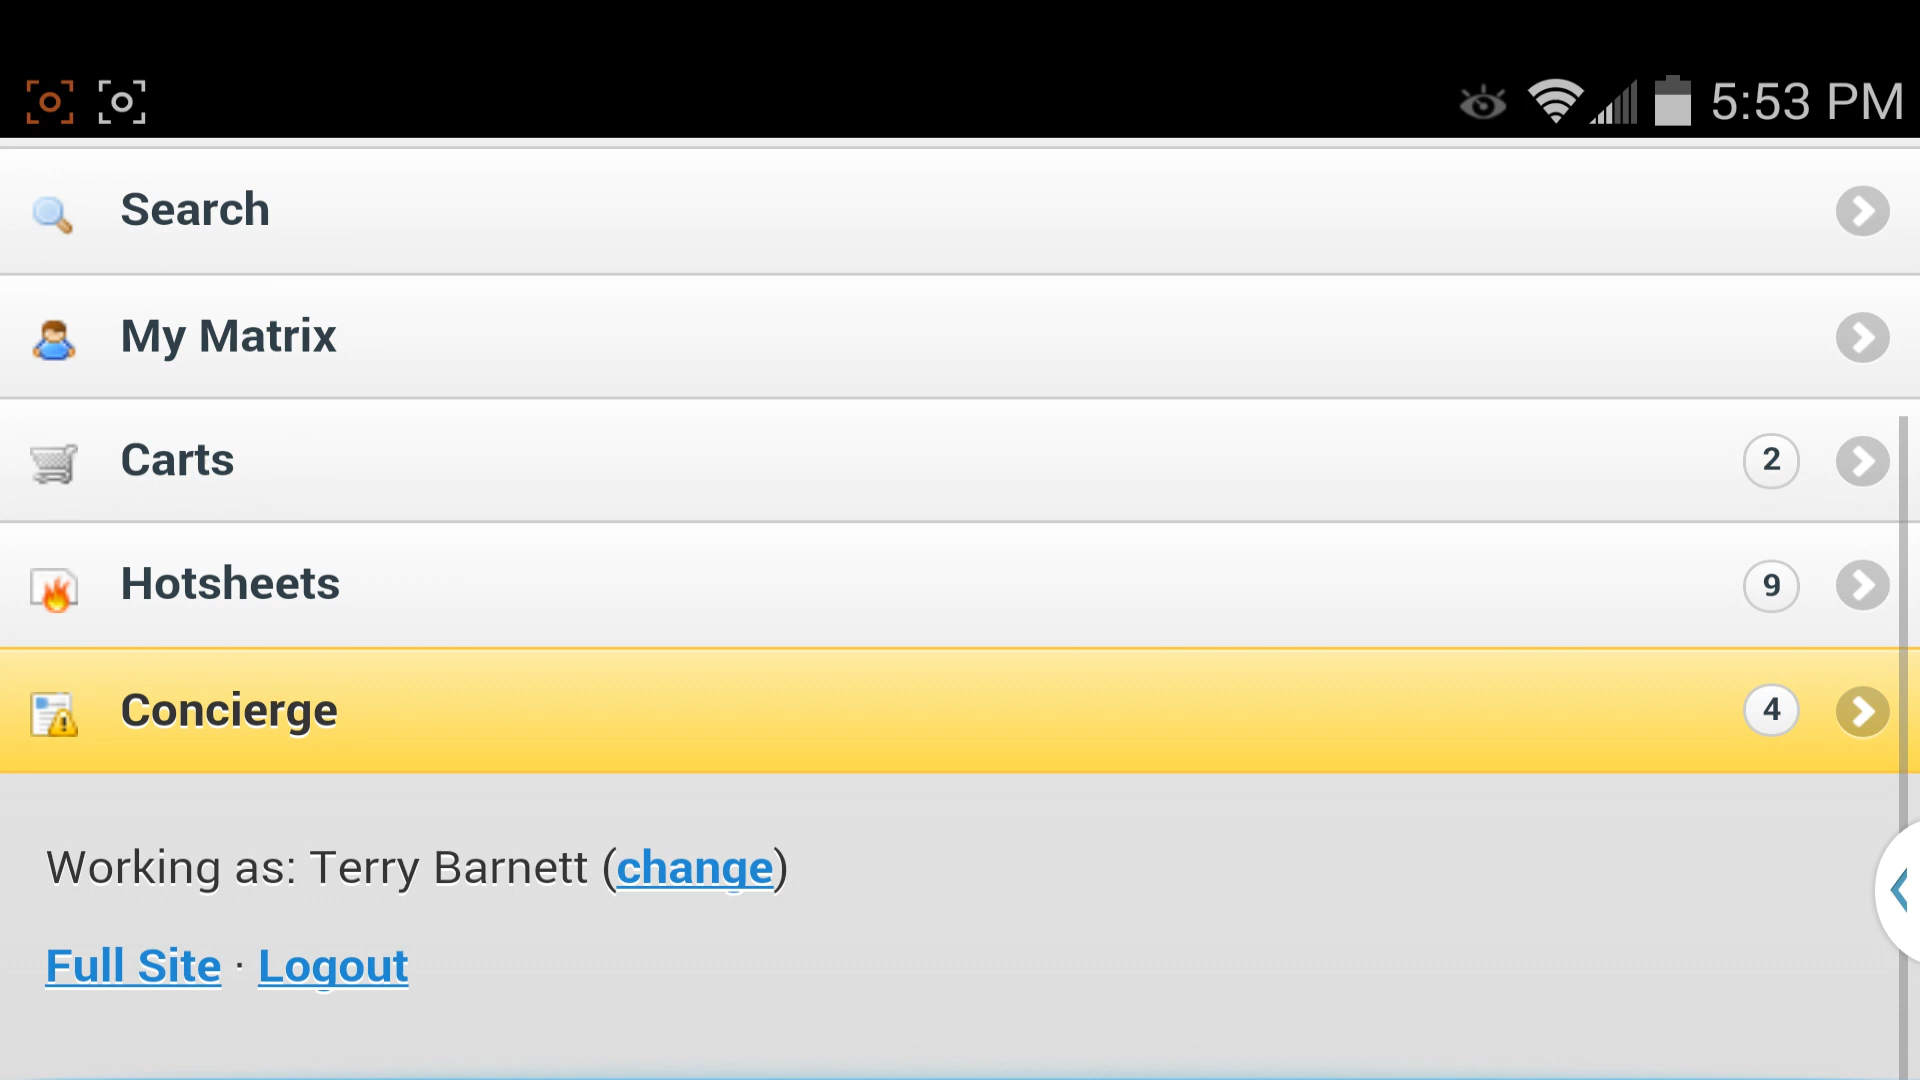 5:53 PM
Search
My Matrix
Carts 2
Hotsheets 9
Concierge 4
Working as: Terry Barnett (change)
Full Site · Logout